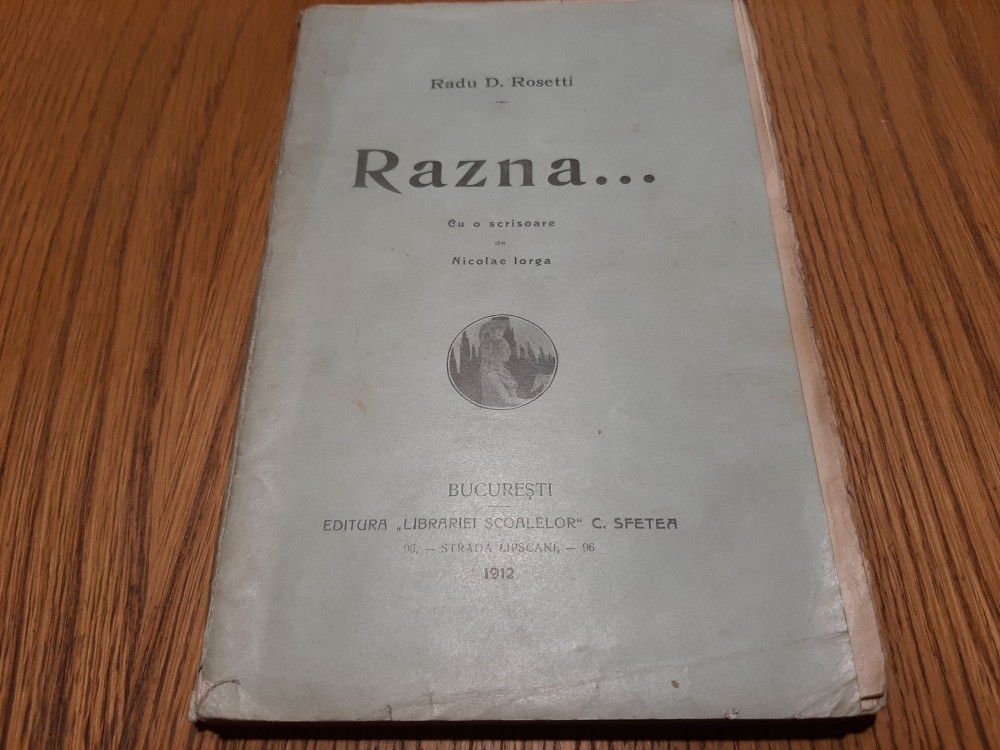 Radu D. Rosetti
Razna...
Cu o scrisoare
de
Nicolae Iorga
BUCUREȘTI
EDITURA „LIBRARIEI ȘCOALELOR" C. SFETEA
96, — STRADA LIPSCANI, — 96
1912